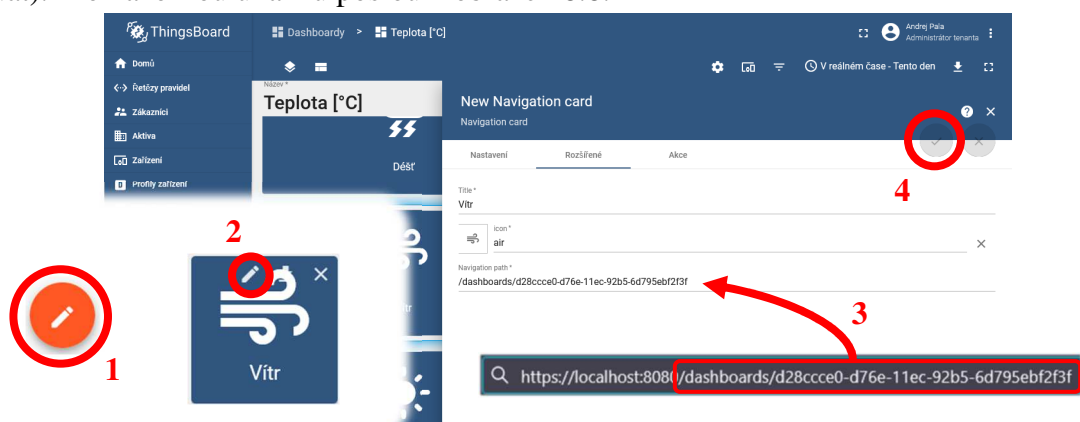 ThingsBoard
Dashboardy > Teplota [°C]
Andrej Pala
Administrátor tenanta
Domů
V reálném čase - Tento den
Řetězy pravidel
Zákazníci
Aktiva
Zařízení
Profily zařízení
Název *
Teplota [°C]
Déšť
New Navigation card
Navigation card
Nastavení Rozšířené Akce
4
Title *
Vítr
icon *
air
Navigation path *
/dashboards/d28ccce0-d76e-11ec-92b5-6d795ebf2f3f
2
1
Vítr
3
https://localhost:8080/dashboards/d28ccce0-d76e-11ec-92b5-6d795ebf2f3f